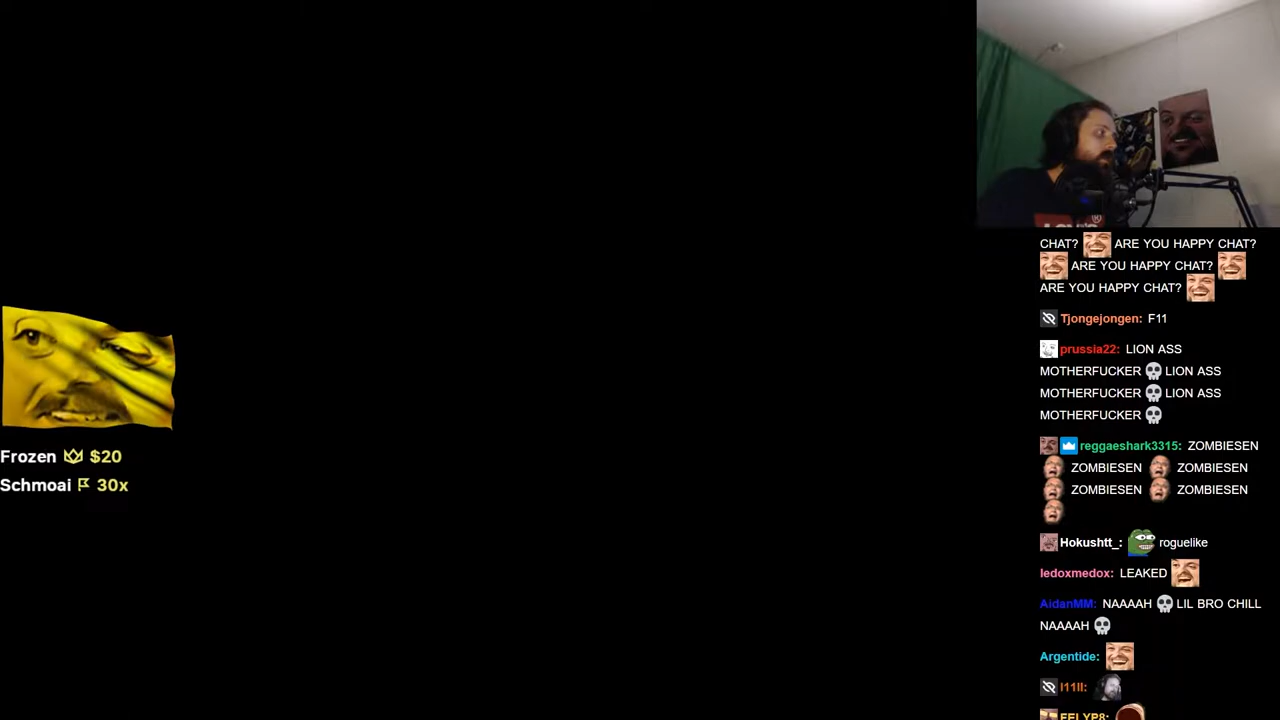 CHAT? ARE YOU HAPPY CHAT?
ARE YOU HAPPY CHAT?
ARE YOU HAPPY CHAT?
Tjongejongen: F11
prussia22: LION ASS
MOTHERFUCKER 💀 LION ASS
MOTHERFUCKER 💀 LION ASS
MOTHERFUCKER 💀
reggaeshark3315: ZOMBIESEN
ZOMBIESEN ZOMBIESEN
ZOMBIESEN ZOMBIESEN
Hokushtt_: roguelike
ledoxmedox: LEAKED
AidanMM: NAAAAH 💀 LIL BRO CHILL
NAAAAH 💀
Argentide:
Frozen $20
Schmoai 30x